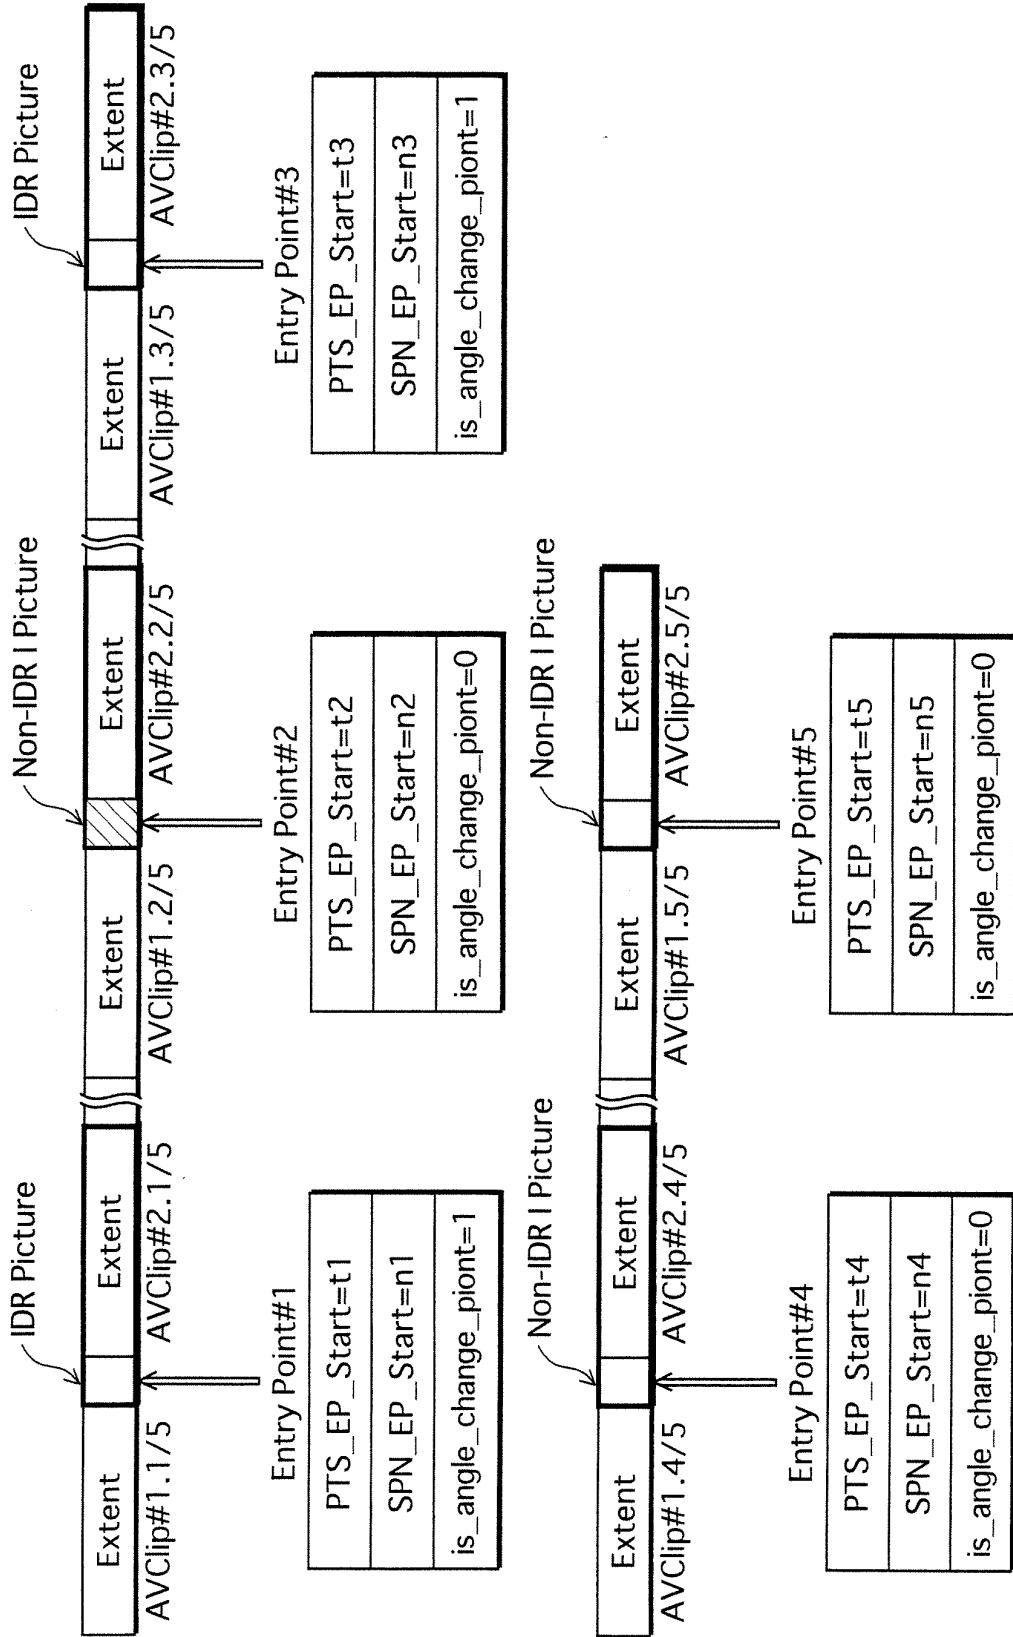 IDR Picture
Non-IDR I Picture
IDR Picture
Extent
Extent
Extent
Extent
Extent
Extent
AVClip#1.1/5
AVClip#2.1/5
AVClip#1.2/5
AVClip#2.2/5
AVClip#1.3/5
AVClip#2.3/5
Entry Point#1
PTS_EP_Start=t1
SPN_EP_Start=n1
is_angle_change_piont=1
Entry Point#2
PTS_EP_Start=t2
SPN_EP_Start=n2
is_angle_change_piont=0
Entry Point#3
PTS_EP_Start=t3
SPN_EP_Start=n3
is_angle_change_piont=1
Non-IDR I Picture
Non-IDR I Picture
Extent
Extent
Extent
Extent
AVClip#1.4/5
AVClip#2.4/5
AVClip#1.5/5
AVClip#2.5/5
Entry Point#4
PTS_EP_Start=t4
SPN_EP_Start=n4
is_angle_change_piont=0
Entry Point#5
PTS_EP_Start=t5
SPN_EP_Start=n5
is_angle_change_piont=0